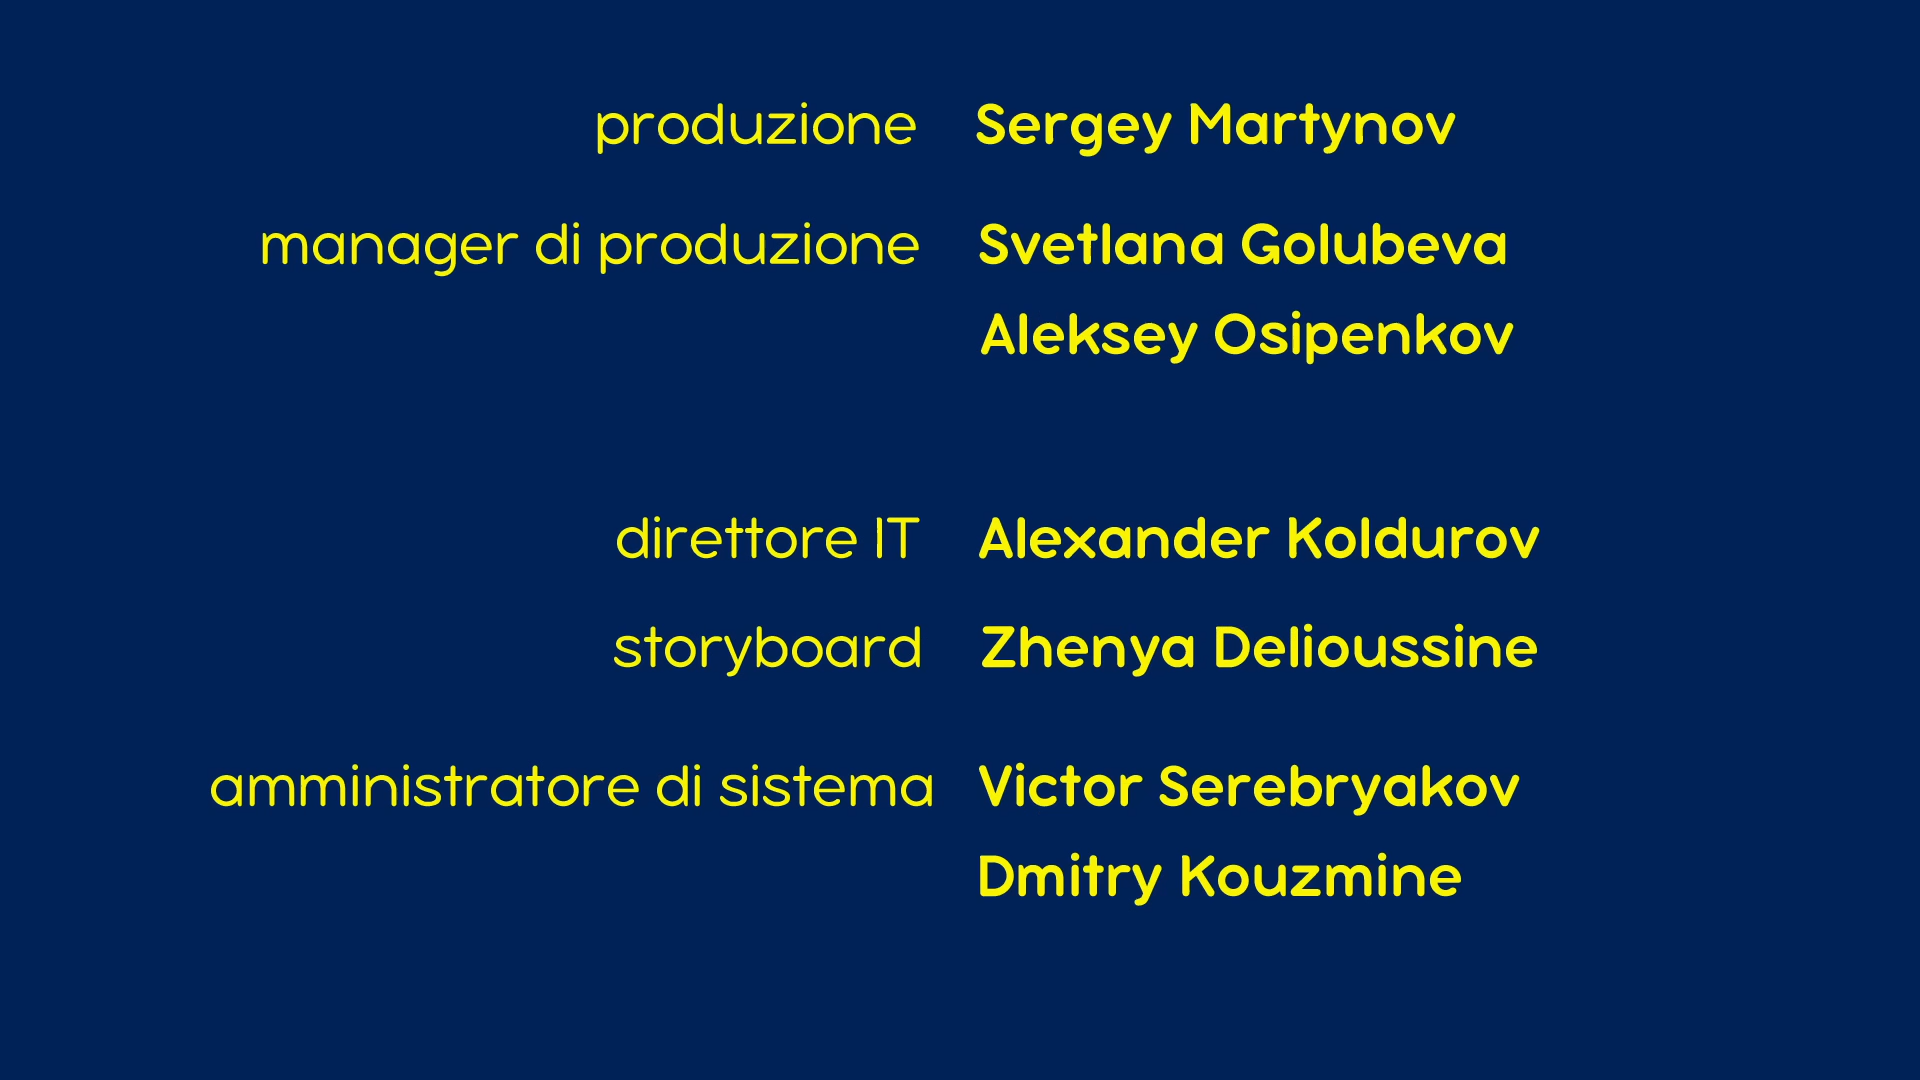 produzione Sergey Martynov
manager di produzione Svetlana Golubeva
Aleksey Osipenkov
direttore IT Alexander Koldurov
storyboard Zhenya Delioussine
amministratore di sistema Victor Serebryakov
Dmitry Kouzmine